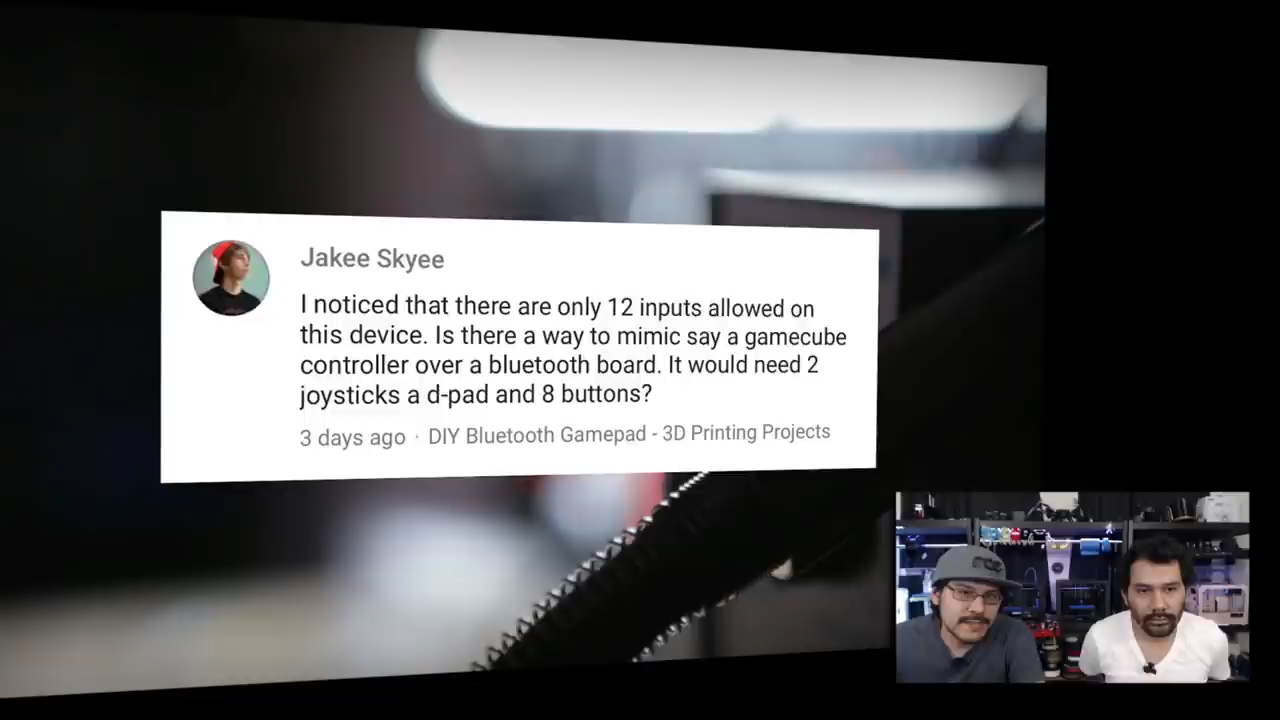 Jakee Skyee
I noticed that there are only 12 inputs allowed on
this device. Is there a way to mimic say a gamecube
controller over a bluetooth board. It would need 2
joysticks a d-pad and 8 buttons?
3 days ago · DIY Bluetooth Gamepad - 3D Printing Projects